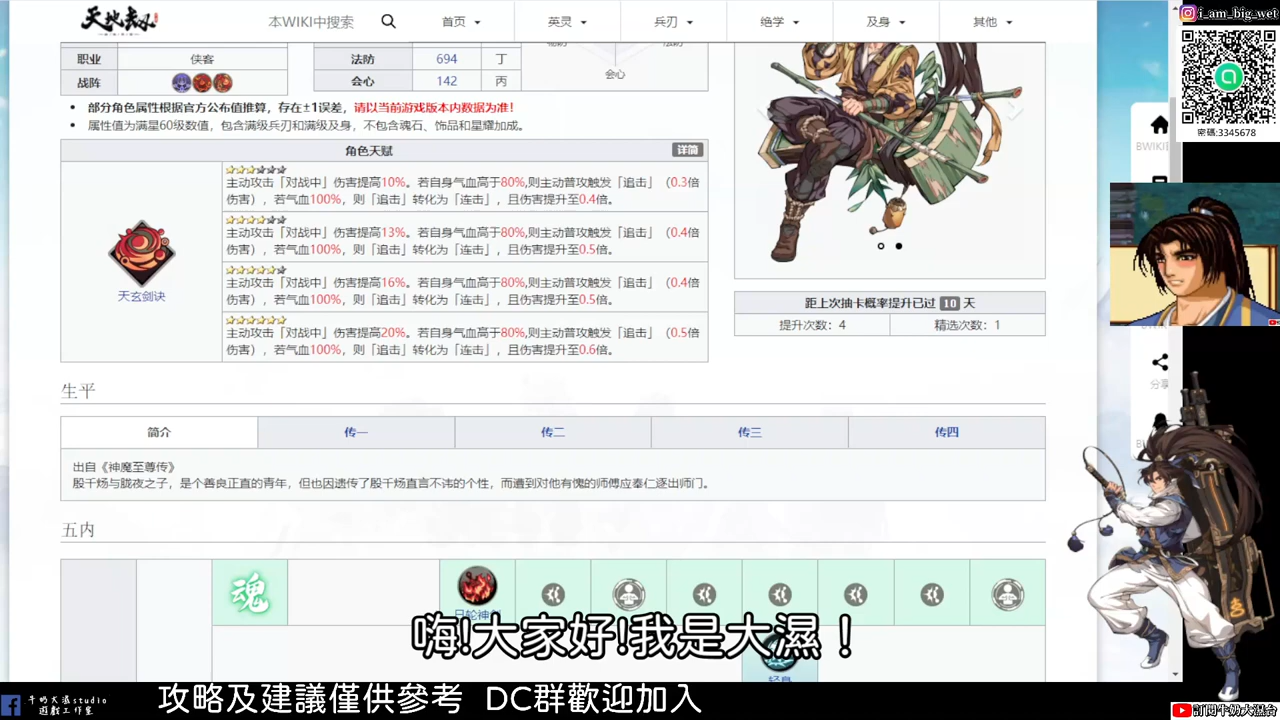 天地劫
本WIKI中搜索
首页
英灵
兵刃
绝学
及身
其他
i_am_big_wet
密碼:3345678
职业
侠客
战阵
法防
694
丁
会心
142
丙
会心
部分角色属性根据官方公布值推算，存在±1误差，请以当前游戏版本内数据为准！
属性值为满星60级数值，包含满级兵刃和满级及身，不包含魂石、饰品和星耀加成。
角色天赋
详简
天玄剑诀
主动攻击「对战中」伤害提高10%。若自身气血高于80%,则主动普攻触发「追击」（0.3倍
伤害），若气血100%，则「追击」转化为「连击」，且伤害提升至0.4倍。
主动攻击「对战中」伤害提高13%。若自身气血高于80%,则主动普攻触发「追击」（0.4倍
伤害），若气血100%，则「追击」转化为「连击」，且伤害提升至0.5倍。
主动攻击「对战中」伤害提高16%。若自身气血高于80%,则主动普攻触发「追击」（0.4倍
伤害），若气血100%，则「追击」转化为「连击」，且伤害提升至0.5倍。
主动攻击「对战中」伤害提高20%。若自身气血高于80%,则主动普攻触发「追击」（0.5倍
伤害），若气血100%，则「追击」转化为「连击」，且伤害提升至0.6倍。
距上次抽卡概率提升已过 10 天
提升次数：4
精选次数：1
分享
生平
简介
传一
传二
传三
传四
出自《神魔至尊传》
殷千炀与胧夜之子，是个善良正直的青年，但也因遗传了殷千炀直言不讳的个性，而遭到对他有愧的师傅应奉仁逐出师门。
五内
魂
嗨!大家好!我是大濕！
牛奶大濕studio
遊戲工作室
攻略及建議僅供參考 DC群歡迎加入
訂閱牛奶大濕台